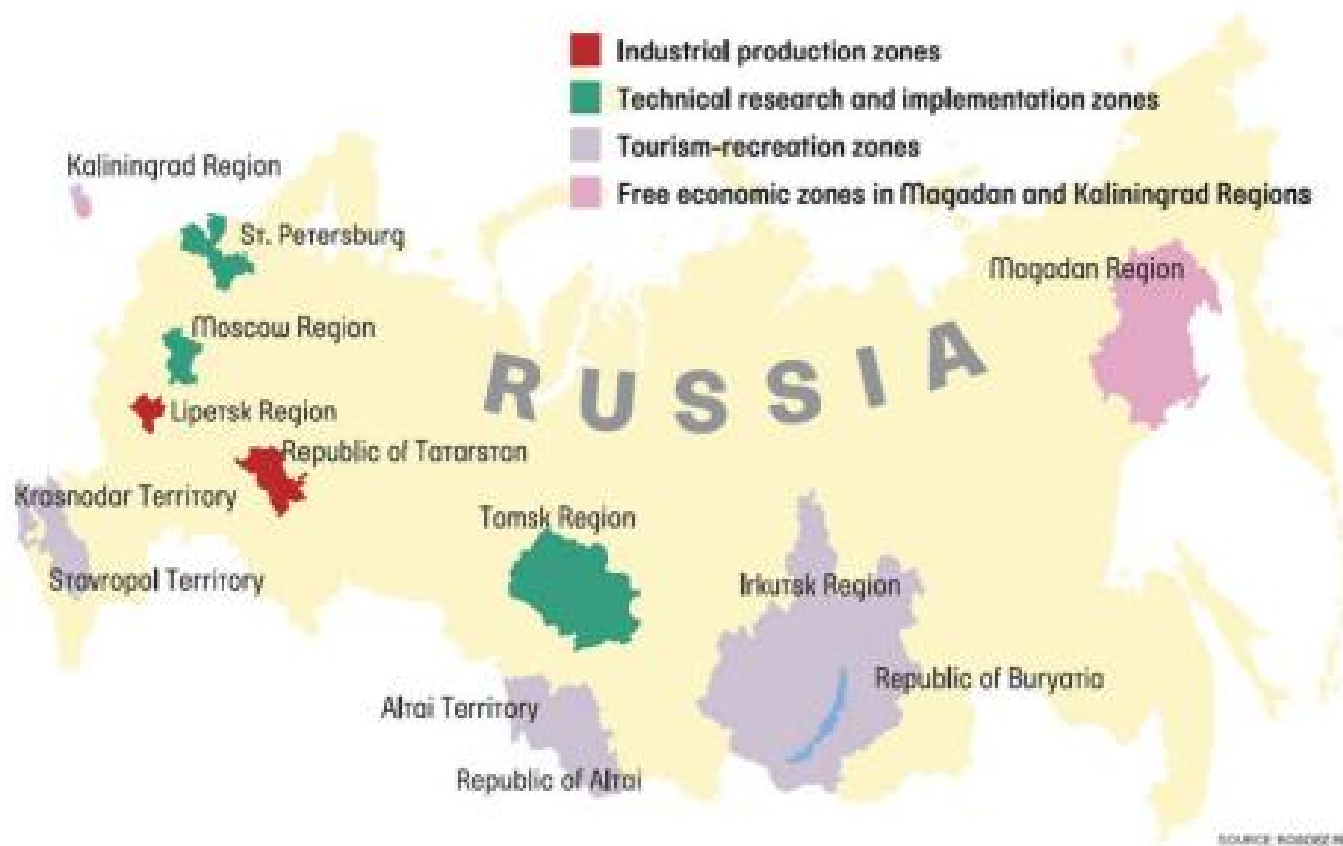 Industrial production zones
Technical research and implementation zones
Tourism-recreation zones
Free economic zones in Magadan and Kaliningrad Regions
Kaliningrad Region
St. Petersburg
Magadan Region
Moscow Region
RUSSIA
Lipetsk Region
Republic of Tatarstan
Krasnodar Territory
Tomsk Region
Stavropol Territory
Irkutsk Region
Republic of Buryatia
Altai Territory
Republic of Altai
SOURCE: